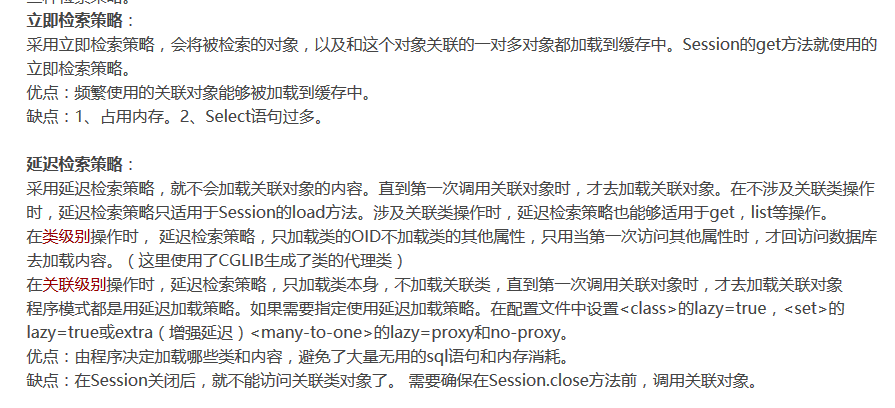 立即检索策略：
采用立即检索策略，会将被检索的对象，以及和这个对象关联的一对多对象都加载到缓存中。Session的get方法就使用的
立即检索策略。
优点：频繁使用的关联对象能够被加载到缓存中。
缺点：1、占用内存。2、Select语句过多。
延迟检索策略：
采用延迟检索策略，就不会加载关联对象的内容。直到第一次调用关联对象时，才去加载关联对象。在不涉及关联类操作
时，延迟检索策略只适用于Session的load方法。涉及关联类操作时，延迟检索策略也能够适用于get，list等操作。
在类级别操作时， 延迟检索策略，只加载类的OID不加载类的其他属性，只用当第一次访问其他属性时，才回访问数据库
去加载内容。（这里使用了CGLIB生成了类的代理类）
在关联级别操作时，延迟检索策略，只加载类本身，不加载关联类，直到第一次调用关联对象时，才去加载关联对象
程序模式都是用延迟加载策略。如果需要指定使用延迟加载策略。在配置文件中设置<class>的lazy=true，<set>的
lazy=true或extra（增强延迟）<many-to-one>的lazy=proxy和no-proxy。
优点：由程序决定加载哪些类和内容，避免了大量无用的sql语句和内存消耗。
缺点：在Session关闭后，就不能访问关联类对象了。 需要确保在Session.close方法前，调用关联对象。